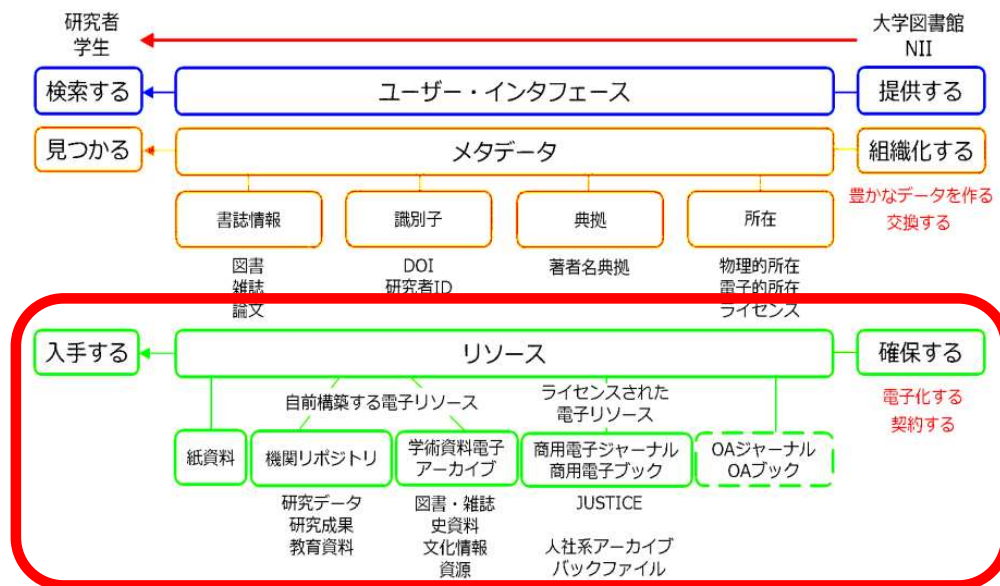 研究者
学生
大学図書館
NII
検索する
ユーザー・インタフェース
提供する
見つかる
メタデータ
組織化する
豊かなデータを作る
交換する
書誌情報
識別子
典拠
所在
図書
雑誌
論文
DOI
研究者ID
著者名典拠
物理的所在
電子的所在
ライセンス
入手する
リソース
確保する
電子化する
契約する
自前構築する電子リソース
ライセンスされた
電子リソース
紙資料
機関リポジトリ
学術資料電子
アーカイブ
商用電子ジャーナル
商用電子ブック
OAジャーナル
OAブック
研究データ
研究成果
教育資料
図書・雑誌
史資料
文化情報
資源
JUSTICE
人社系アーカイブ
バックファイル